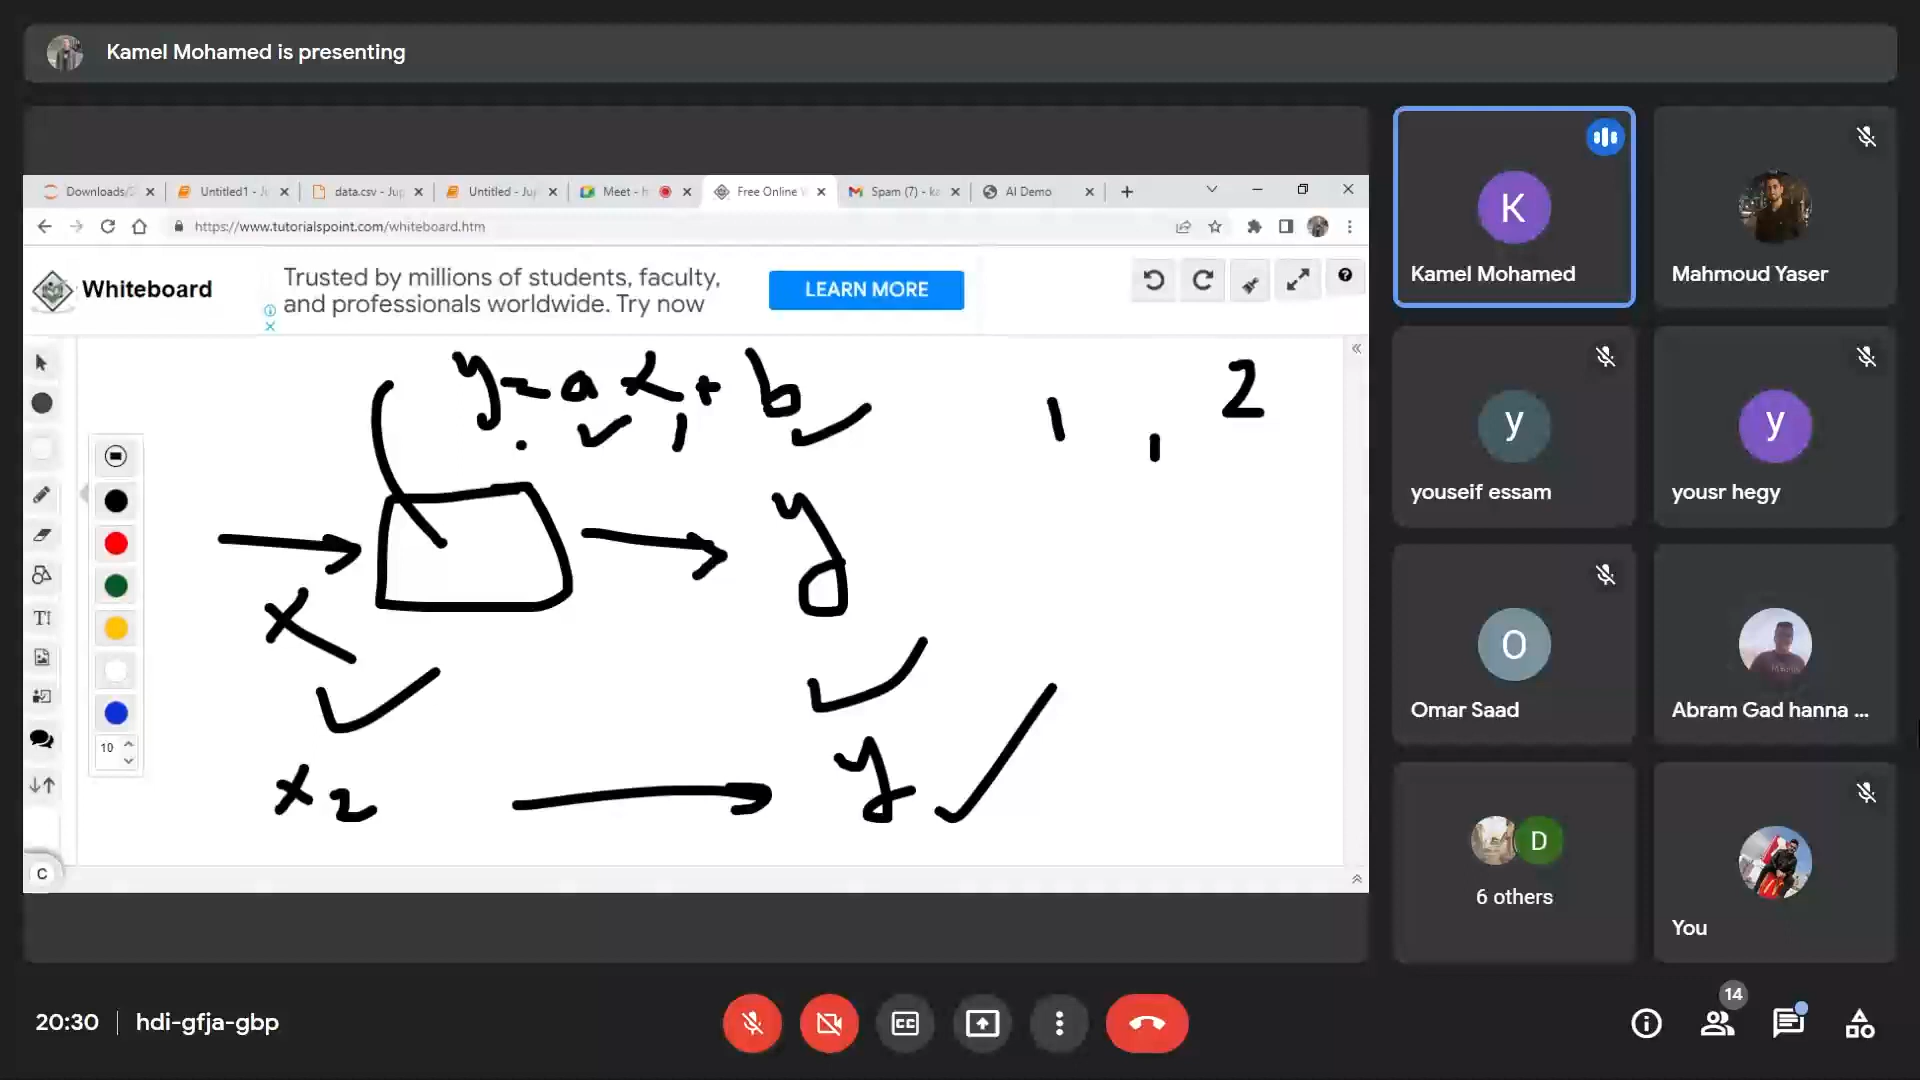 Kamel Mohamed is presenting
Downloads/
Untitled1 - Ju
data.csv - Jup
Untitled - Ju
Meet - h
Free Online W
Spam (7) - ka
AI Demo
https://www.tutorialspoint.com/whiteboard.htm
Whiteboard
Trusted by millions of students, faculty,
and professionals worldwide. Try now
LEARN MORE
y = a x + b
1 , 2
x
y
x2
y
TI
10
C
K
Kamel Mohamed
Mahmoud Yaser
y
youseif essam
y
yousr hegy
O
Omar Saad
Abram Gad hanna ...
D
6 others
You
20:30 | hdi-gfja-gbp
CC
14